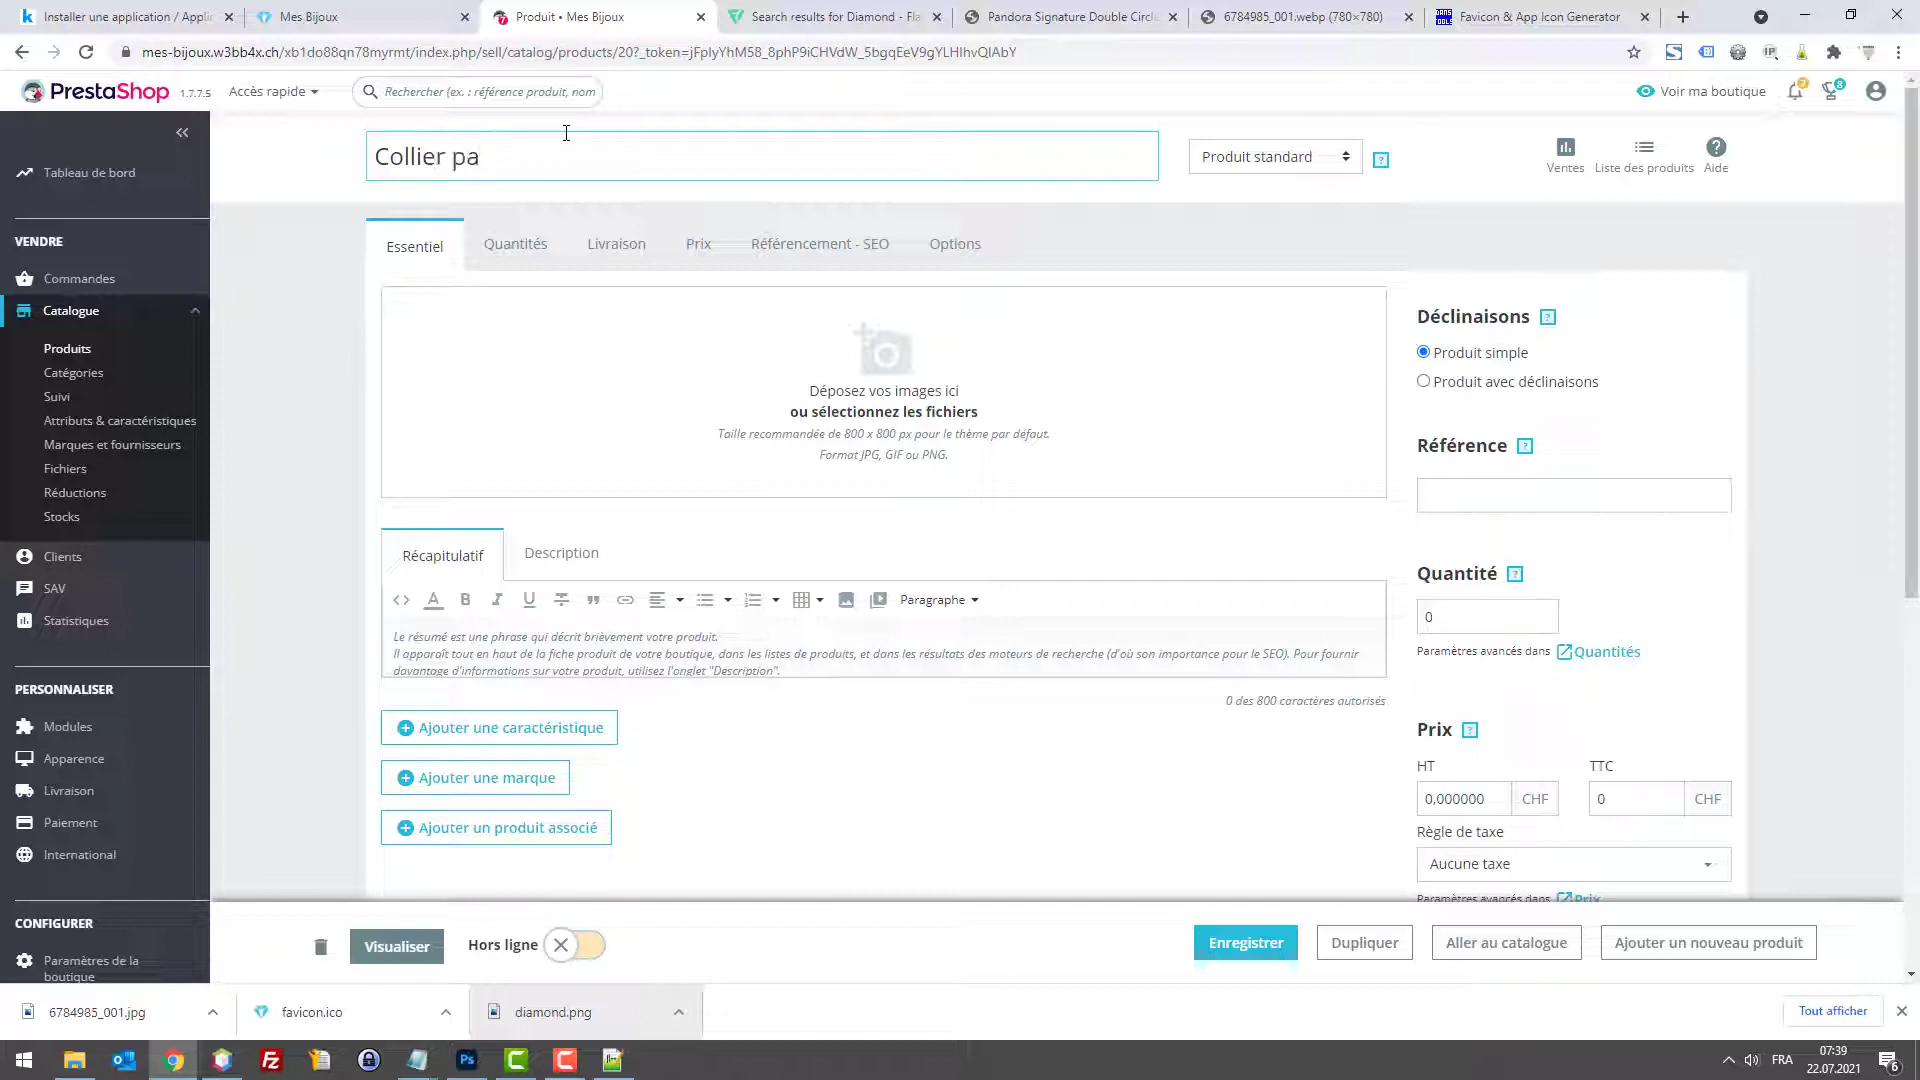 Installer une application / Applic
Mes Bijoux
Produit • Mes Bijoux
Search results for Diamond - Fla
Pandora Signature Double Circle
6784985_001.webp (780×780)
Favicon & App Icon Generator
mes-bijoux.w3bb4x.ch/xb1do88qn78myrmt/index.php/sell/catalog/products/20?_token=jFpIyYhM58_8phP9iCHVdW_5bgqEeV9gYLHIhvQIAbY
PrestaShop 1.7.7.5
Accès rapide
Rechercher (ex. : référence produit, nom
Voir ma boutique
Collier pa
Produit standard
Ventes
Liste des produits
Aide
Tableau de bord
VENDRE
Commandes
Catalogue
Produits
Catégories
Suivi
Attributs & caractéristiques
Marques et fournisseurs
Fichiers
Réductions
Stocks
Clients
SAV
Statistiques
PERSONNALISER
Modules
Apparence
Livraison
Paiement
International
CONFIGURER
Paramètres de la
boutique
Essentiel
Quantités
Livraison
Prix
Référencement - SEO
Options
Déposez vos images ici
ou sélectionnez les fichiers
Taille recommandée de 800 x 800 px pour le thème par défaut.
Format JPG, GIF ou PNG.
Récapitulatif
Description
Paragraphe
Le résumé est une phrase qui décrit brièvement votre produit.
Il apparaît tout en haut de la fiche produit de votre boutique, dans les listes de produits, et dans les résultats des moteurs de recherche (d'où son importance pour le SEO). Pour fournir
davantage d'informations sur votre produit, utilisez l'onglet "Description".
0 des 800 caractères autorisés
Ajouter une caractéristique
Ajouter une marque
Ajouter un produit associé
Déclinaisons ?
Produit simple
Produit avec déclinaisons
Référence ?
Quantité ?
0
Paramètres avancés dans Quantités
Prix ?
HT
TTC
0,000000 CHF
0 CHF
Règle de taxe
Aucune taxe
Paramètres avancés dans Prix
Visualiser
Hors ligne
Enregistrer
Dupliquer
Aller au catalogue
Ajouter un nouveau produit
6784985_001.jpg
favicon.ico
diamond.png
Tout afficher
FRA
07:39
22.07.2021
6